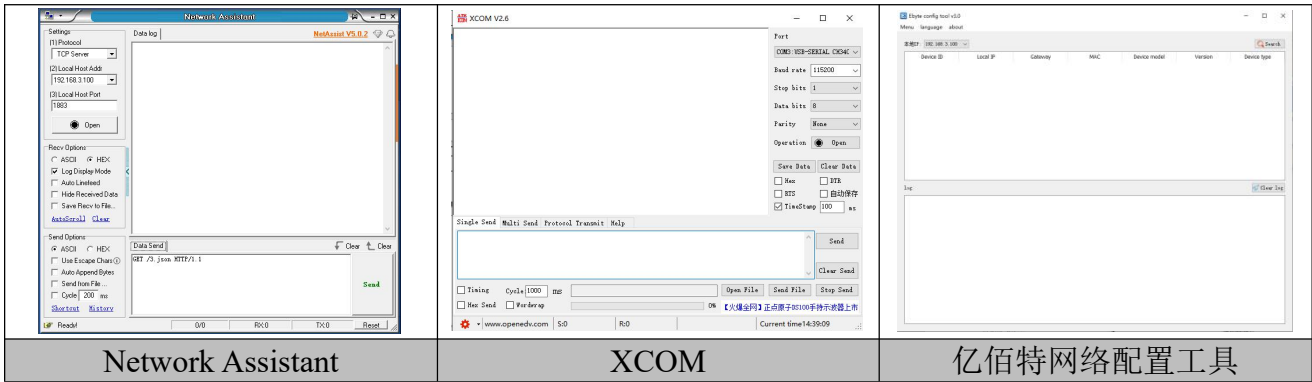 Network Assistant
Settings
(1) Protocol
TCP Server
(2) Local Host Addr
192.168.3.100
(3) Local Host Port
1883
Open
Recv Options
ASCII HEX
Log Display Mode
Auto Linefeed
Hide Received Data
Save Recv to File...
AutoScroll Clear
Send Options
ASCII HEX
Use Escape Chars
Auto Append Bytes
Send from File ...
Cycle 200 ms
Shortcut History
Data log
NetAssist V5.0.2
Data Send
Clear Clear
GET /3.json HTTP/1.1
Send
Ready!
0/0
RX:0
TX:0
Reset
XCOM V2.6
Port
COM3:USB-SERIAL CH34C
Baud rate 115200
Stop bits 1
Data bits 8
Parity None
Operation Open
Save Data Clear Data
Hex DTR
RTS 自动保存
TimeStamp 100 ms
Single Send Multi Send Protocol Transmit Help
Send
Clear Send
Timing Cycle 1000 ms
Open File Send File Stop Send
Hex Send Wordwrap
0% 【火爆全网】正点原子DS100手持示波器上市
www.openedv.com S:0 R:0 Current time14:39:09
Ebyte config tool v3.0
Menu language about
本地IP: 192.168.3.100
Search
Device ID Local IP Gateway MAC Device model Version Device type
log
Clear log
Network Assistant
XCOM
亿佰特网络配置工具